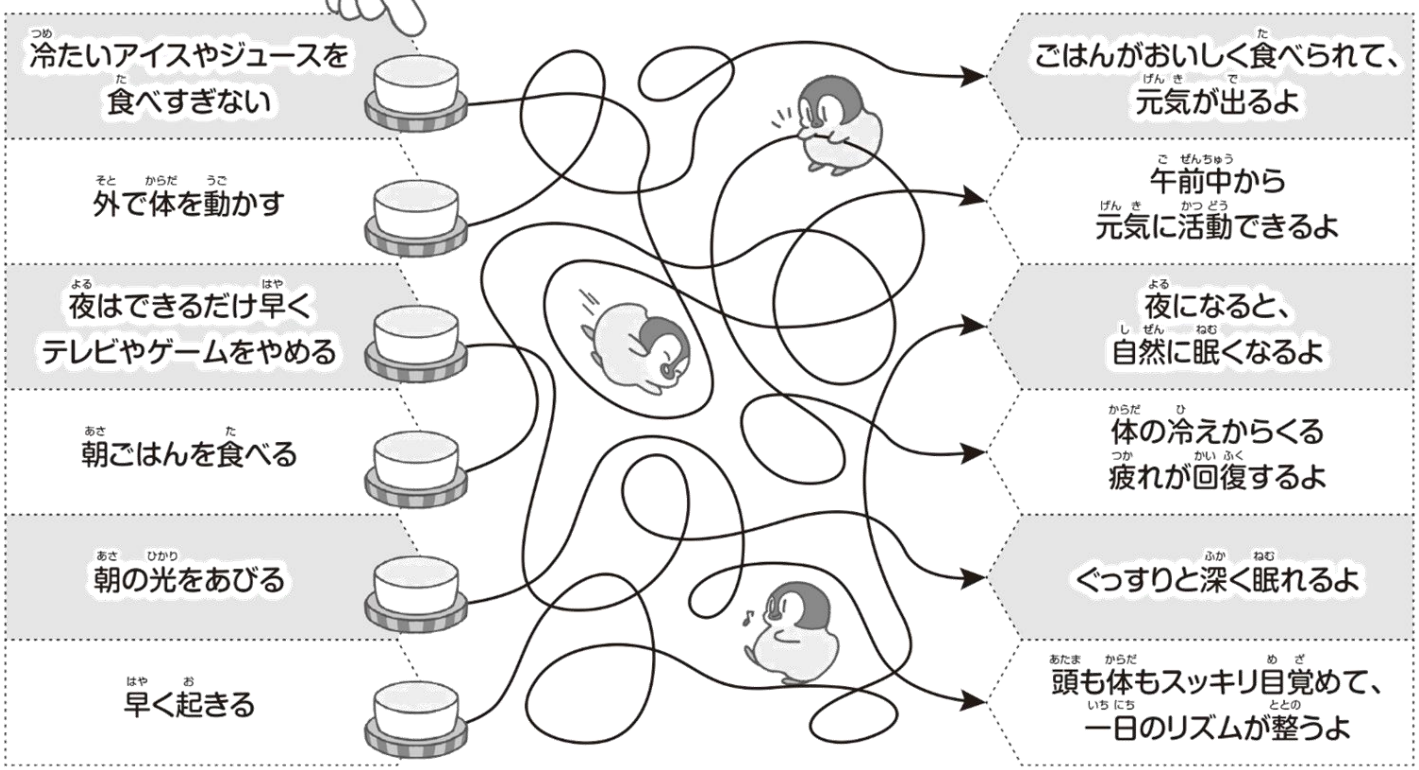 冷たいアイスやジュースを
食べすぎない
外で体を動かす
夜はできるだけ早く
テレビやゲームをやめる
朝ごはんを食べる
朝の光をあびる
早く起きる
ごはんがおいしく食べられて、
元気が出るよ
午前中から
元気に活動できるよ
夜になると、
自然に眠くなるよ
体の冷えからくる
疲れが回復するよ
ぐっすりと深く眠れるよ
頭も体もスッキリ目覚めて、
一日のリズムが整うよ